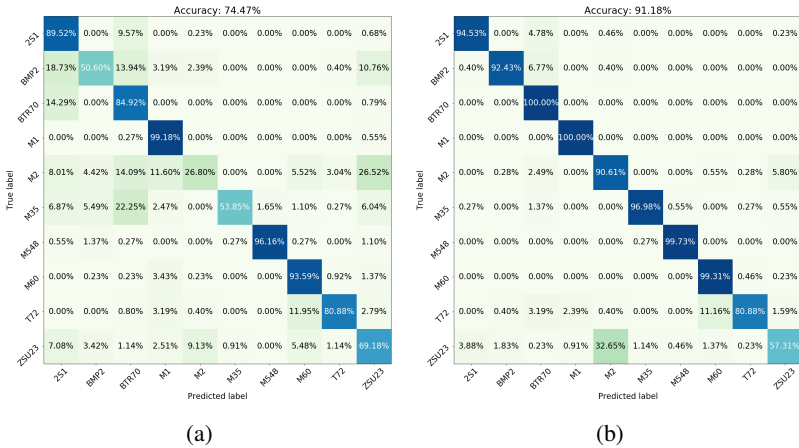 Accuracy: 74.47%
2S1 89.52% 0.00% 9.57% 0.00% 0.23% 0.00% 0.00% 0.00% 0.00% 0.68%
BMP2 18.73% 50.60% 13.94% 3.19% 2.39% 0.00% 0.00% 0.00% 0.40% 10.76%
BTR70 14.29% 0.00% 84.92% 0.00% 0.00% 0.00% 0.00% 0.00% 0.00% 0.79%
M1 0.00% 0.00% 0.27% 99.18% 0.00% 0.00% 0.00% 0.00% 0.00% 0.55%
M2 8.01% 4.42% 14.09% 11.60% 26.80% 0.00% 0.00% 5.52% 3.04% 26.52%
M35 6.87% 5.49% 22.25% 2.47% 0.00% 53.85% 1.65% 1.10% 0.27% 6.04%
M548 0.55% 1.37% 0.27% 0.00% 0.00% 0.27% 96.16% 0.27% 0.00% 1.10%
M60 0.00% 0.23% 0.23% 3.43% 0.23% 0.00% 0.00% 93.59% 0.92% 1.37%
T72 0.00% 0.00% 0.80% 3.19% 0.40% 0.00% 0.00% 11.95% 80.88% 2.79%
ZSU23 7.08% 3.42% 1.14% 2.51% 9.13% 0.91% 0.00% 5.48% 1.14% 69.18%
True label
2S1 BMP2 BTR70 M1 M2 M35 M548 M60 T72 ZSU23
Predicted label
(a)
Accuracy: 91.18%
2S1 94.53% 0.00% 4.78% 0.00% 0.46% 0.00% 0.00% 0.00% 0.00% 0.23%
BMP2 0.40% 92.43% 6.77% 0.00% 0.40% 0.00% 0.00% 0.00% 0.00% 0.00%
BTR70 0.00% 0.00% 100.00% 0.00% 0.00% 0.00% 0.00% 0.00% 0.00% 0.00%
M1 0.00% 0.00% 0.00% 100.00% 0.00% 0.00% 0.00% 0.00% 0.00% 0.00%
M2 0.00% 0.28% 2.49% 0.00% 90.61% 0.00% 0.00% 0.55% 0.28% 5.80%
M35 0.27% 0.00% 1.37% 0.00% 0.00% 96.98% 0.55% 0.00% 0.27% 0.55%
M548 0.00% 0.00% 0.00% 0.00% 0.00% 0.27% 99.73% 0.00% 0.00% 0.00%
M60 0.00% 0.00% 0.00% 0.00% 0.00% 0.00% 0.00% 99.31% 0.46% 0.23%
T72 0.00% 0.40% 3.19% 2.39% 0.40% 0.00% 0.00% 11.16% 80.88% 1.59%
ZSU23 3.88% 1.83% 0.23% 0.91% 32.65% 1.14% 0.46% 1.37% 0.23% 57.31%
True label
2S1 BMP2 BTR70 M1 M2 M35 M548 M60 T72 ZSU23
Predicted label
(b)